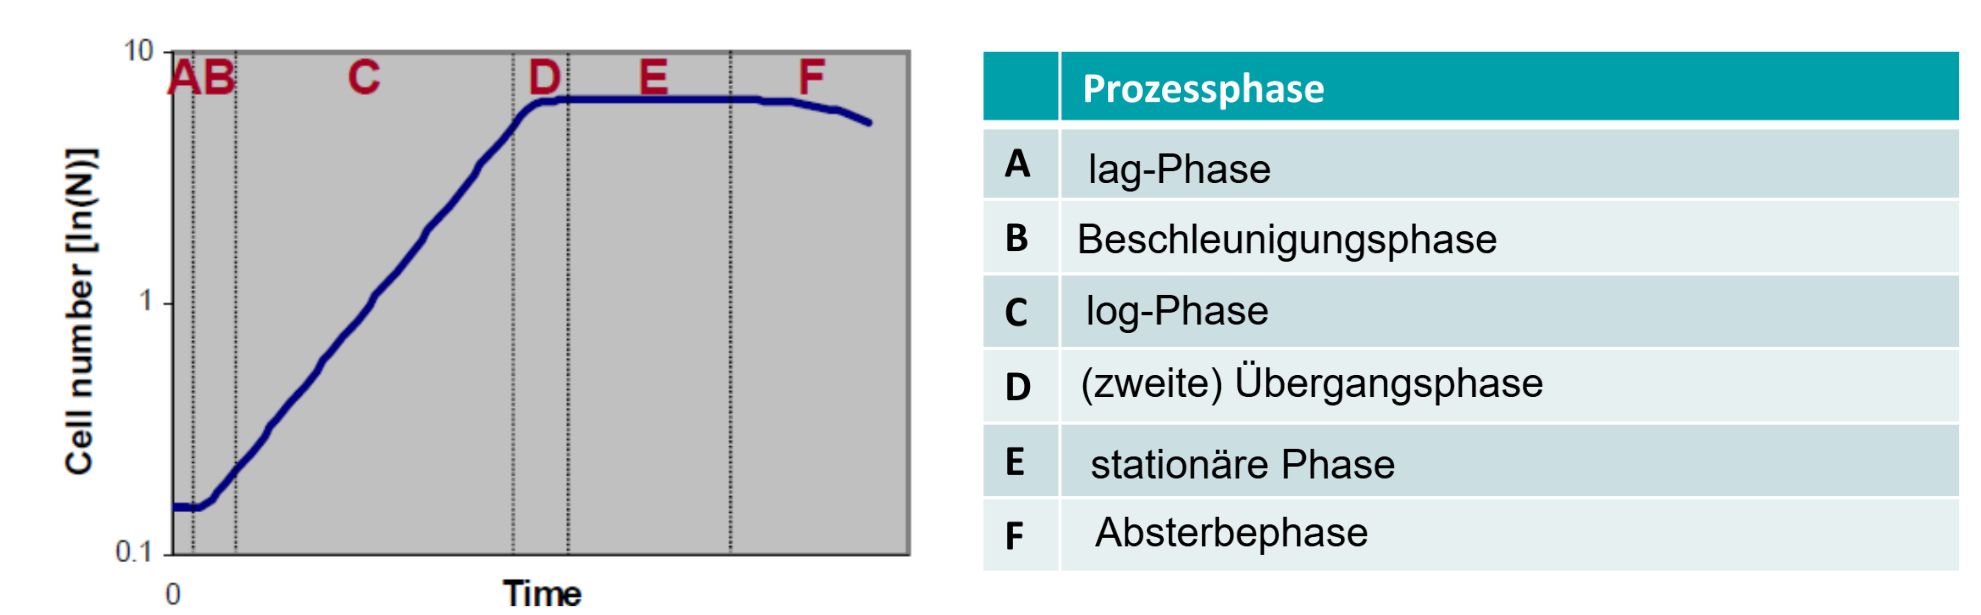 10
A B C D E F
Cell number [ln(N)]
1
0.1
0
Time
Prozessphase
A lag-Phase
B Beschleunigungsphase
C log-Phase
D (zweite) Übergangsphase
E stationäre Phase
F Absterbephase